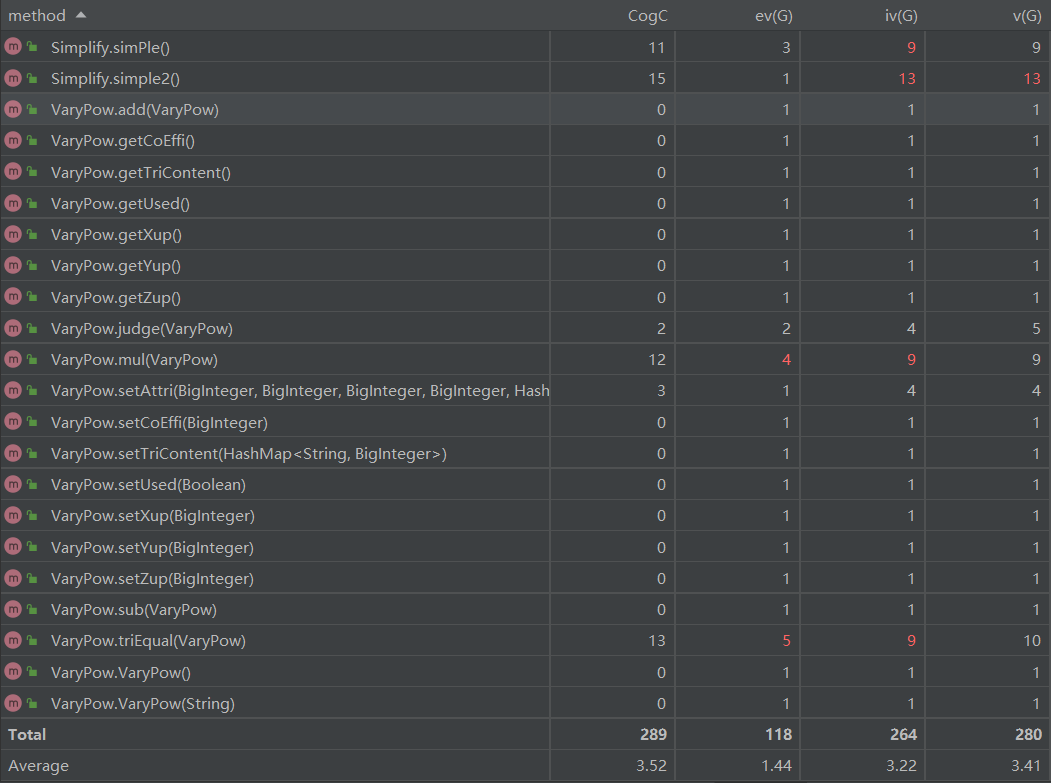 method CogC ev(G) iv(G) v(G)
m Simplify.simPle() 11 3 9 9
m Simplify.simple2() 15 1 13 13
m VaryPow.add(VaryPow) 0 1 1 1
m VaryPow.getCoEffi() 0 1 1 1
m VaryPow.getTriContent() 0 1 1 1
m VaryPow.getUsed() 0 1 1 1
m VaryPow.getXup() 0 1 1 1
m VaryPow.getYup() 0 1 1 1
m VaryPow.getZup() 0 1 1 1
m VaryPow.judge(VaryPow) 2 2 4 5
m VaryPow.mul(VaryPow) 12 4 9 9
m VaryPow.setAttri(BigInteger, BigInteger, BigInteger, BigInteger, Hash 3 1 4 4
m VaryPow.setCoEffi(BigInteger) 0 1 1 1
m VaryPow.setTriContent(HashMap<String, BigInteger>) 0 1 1 1
m VaryPow.setUsed(Boolean) 0 1 1 1
m VaryPow.setXup(BigInteger) 0 1 1 1
m VaryPow.setYup(BigInteger) 0 1 1 1
m VaryPow.setZup(BigInteger) 0 1 1 1
m VaryPow.sub(VaryPow) 0 1 1 1
m VaryPow.triEqual(VaryPow) 13 5 9 10
m VaryPow.VaryPow() 0 1 1 1
m VaryPow.VaryPow(String) 0 1 1 1
Total 289 118 264 280
Average 3.52 1.44 3.22 3.41